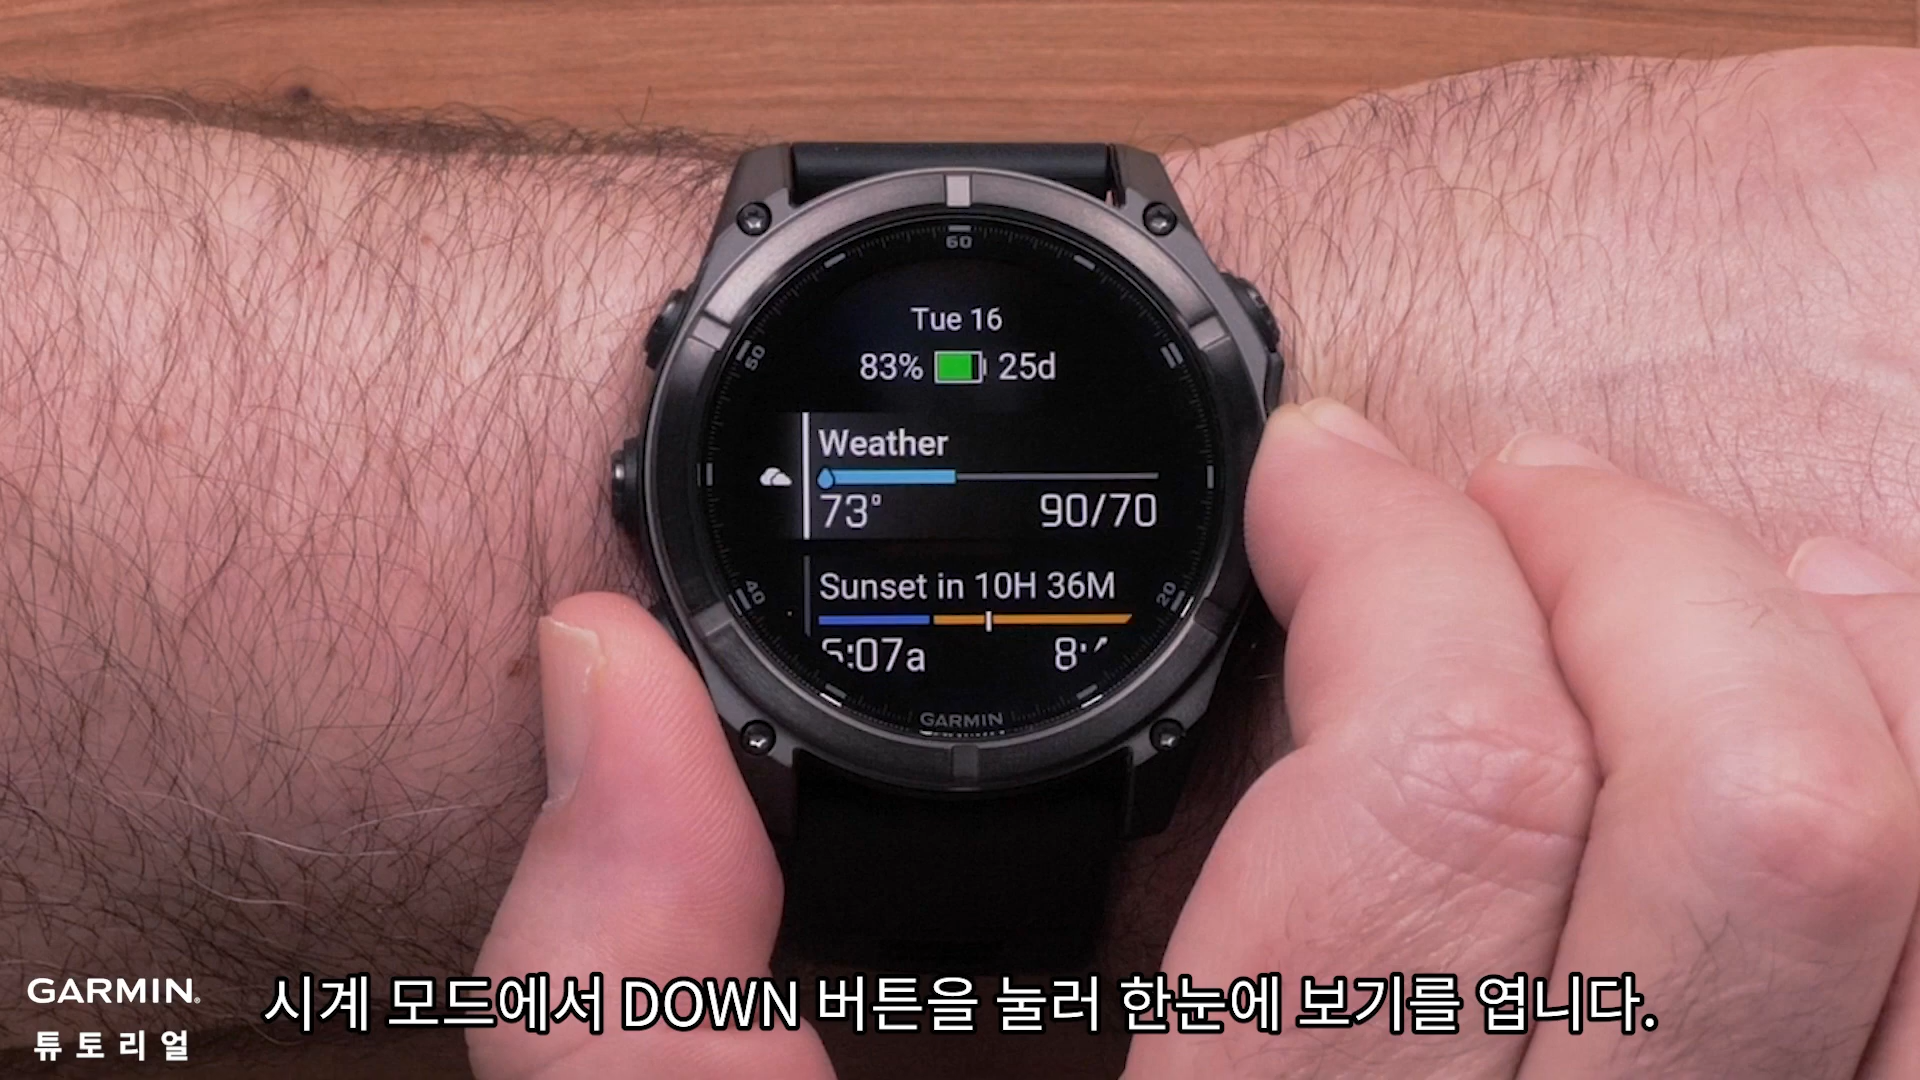 60
Tue 16
83% 25d
50
Weather
73° 90/70
40
20
Sunset in 10H 36M
GARMIN
GARMIN
튜토리얼
시계 모드에서 DOWN 버튼을 눌러 한눈에 보기를 엽니다.